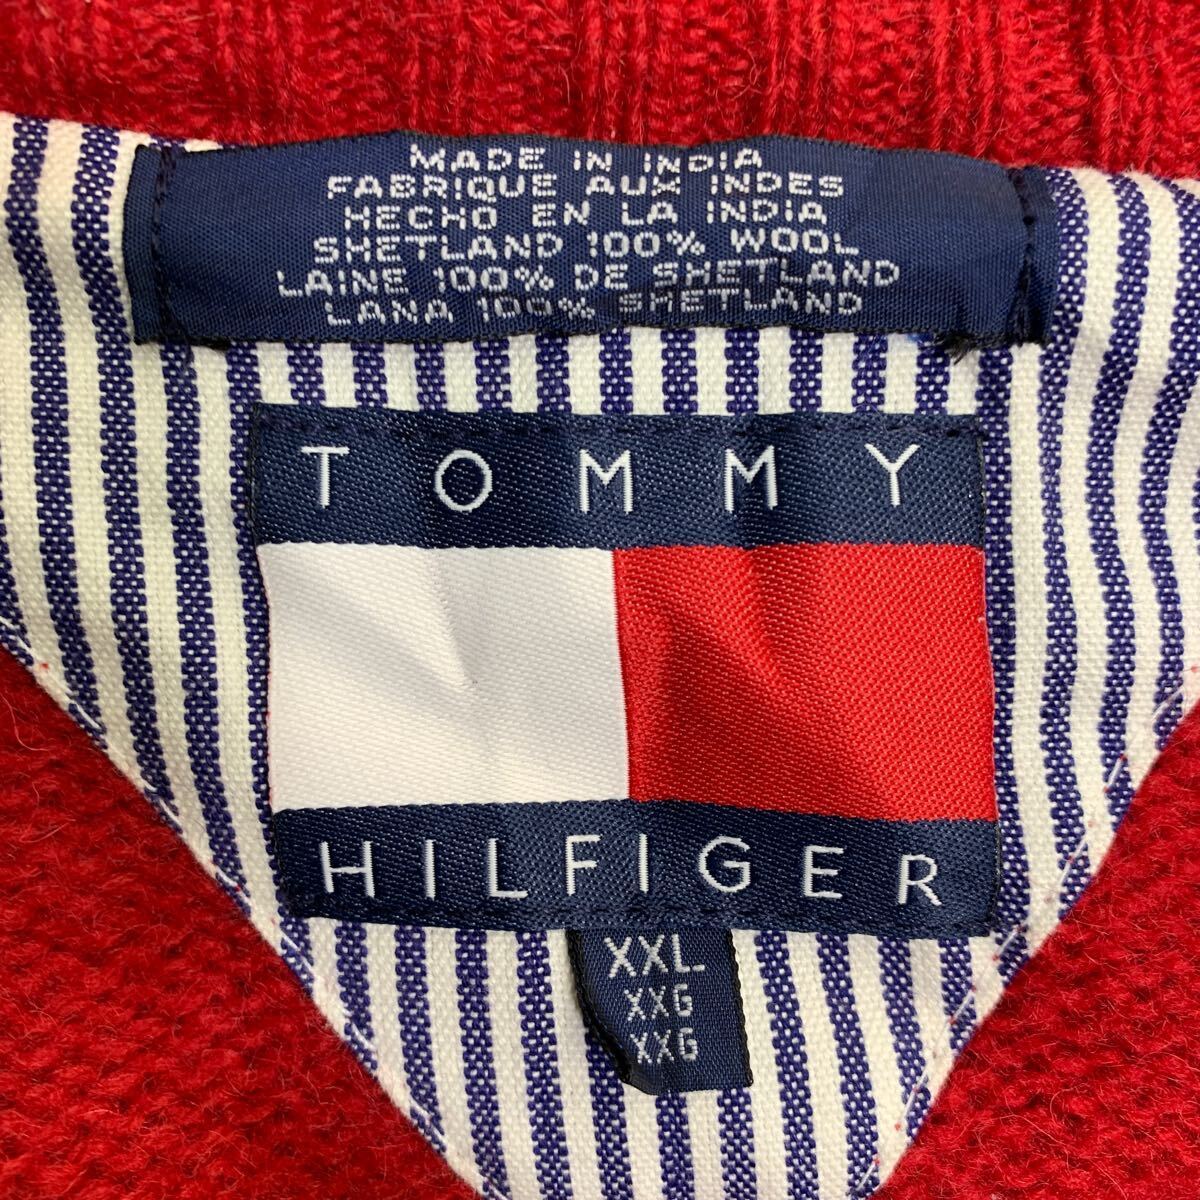 MADE IN INDIA
FABRIQUE AUX INDES
HECHO EN LA INDIA
SHETLAND 100% WOOL
LAINE 100% DE SHETLAND
LANA 100% SHETLAND
TOMMY
HILFIGER
XXL
XXG
XXG